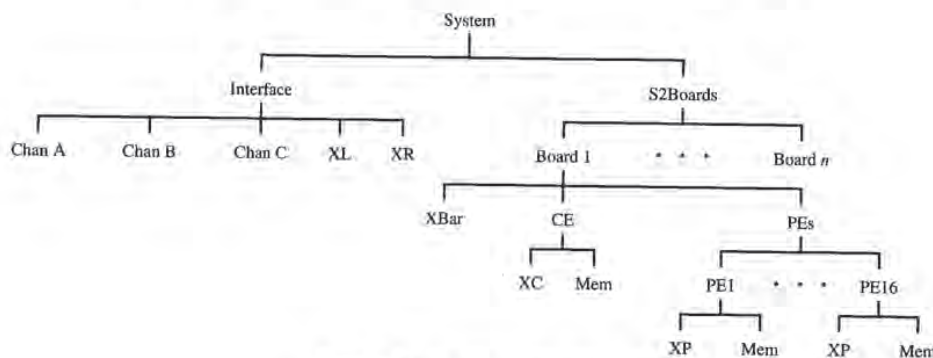 System
Interface
S2Boards
Chan A Chan B Chan C XL XR
Board 1 • • • Board n
XBar CE PEs
XC Mem
PE1 • • • • PE16
XP Mem XP Mem